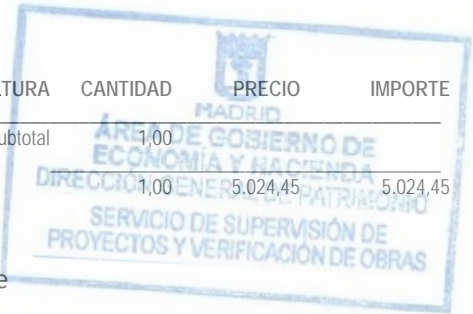 LTURA CANTIDAD PRECIO IMPORTE
MADRID
ubtotal 1,00
ÁREA DE GOBIERNO DE
ECONOMÍA Y HACIENDA
DIRECCIÓN GENERAL DE PATRIMONIO
1,00 5.024,45 5.024,45
SERVICIO DE SUPERVISIÓN DE
PROYECTOS Y VERIFICACIÓN DE OBRAS
e